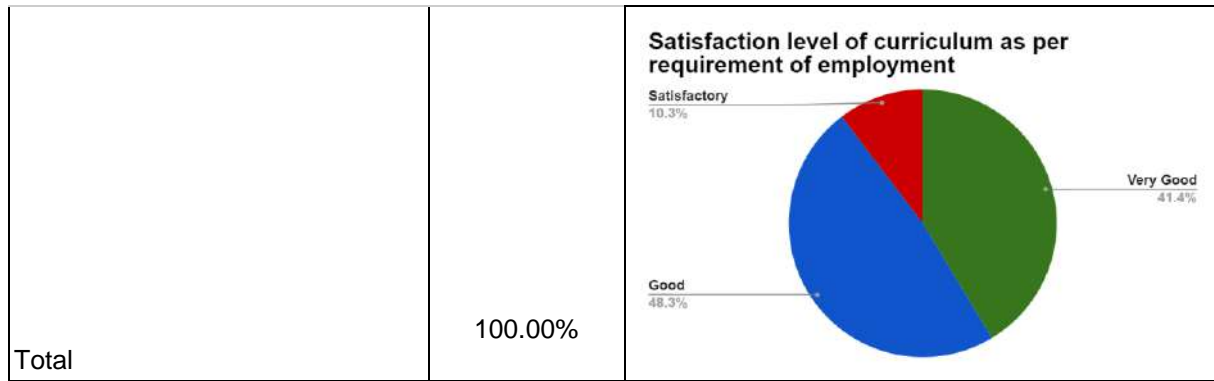 Total
100.00%
Satisfaction level of curriculum as per
requirement of employment
Satisfactory
10.3%
Very Good
41.4%
Good
48.3%